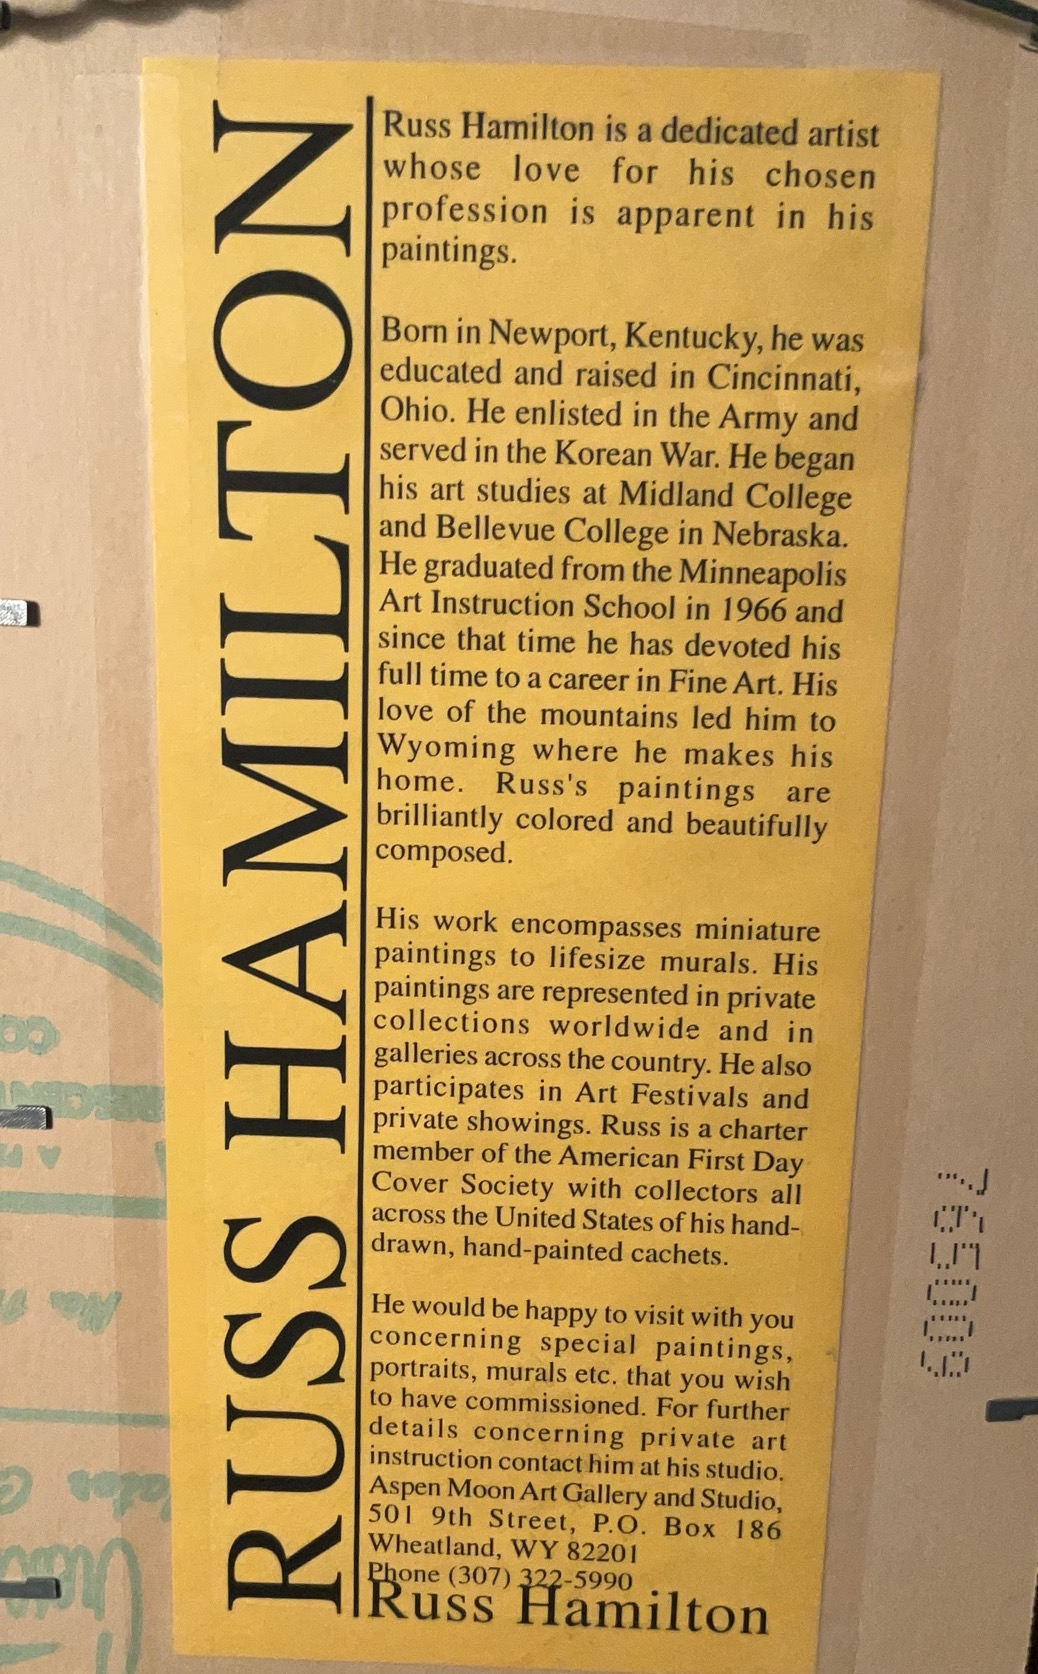 RUSS HAMILTON
Russ Hamilton is a dedicated artist
whose love for his chosen
profession is apparent in his
paintings.
Born in Newport, Kentucky, he was
educated and raised in Cincinnati,
Ohio. He enlisted in the Army and
served in the Korean War. He began
his art studies at Midland College
and Bellevue College in Nebraska.
He graduated from the Minneapolis
Art Instruction School in 1966 and
since that time he has devoted his
full time to a career in Fine Art. His
love of the mountains led him to
Wyoming where he makes his
home. Russ's paintings are
brilliantly colored and beautifully
composed.
His work encompasses miniature
paintings to lifesize murals. His
paintings are represented in private
collections worldwide and in
galleries across the country. He also
participates in Art Festivals and
private showings. Russ is a charter
member of the American First Day
Cover Society with collectors all
across the United States of his hand-
drawn, hand-painted cachets.
He would be happy to visit with you
concerning special paintings,
portraits, murals etc. that you wish
to have commissioned. For further
details concerning private art
instruction contact him at his studio.
Aspen Moon Art Gallery and Studio,
501 9th Street, P.O. Box 186
Wheatland, WY 82201
Phone (307) 322-5990
Russ Hamilton